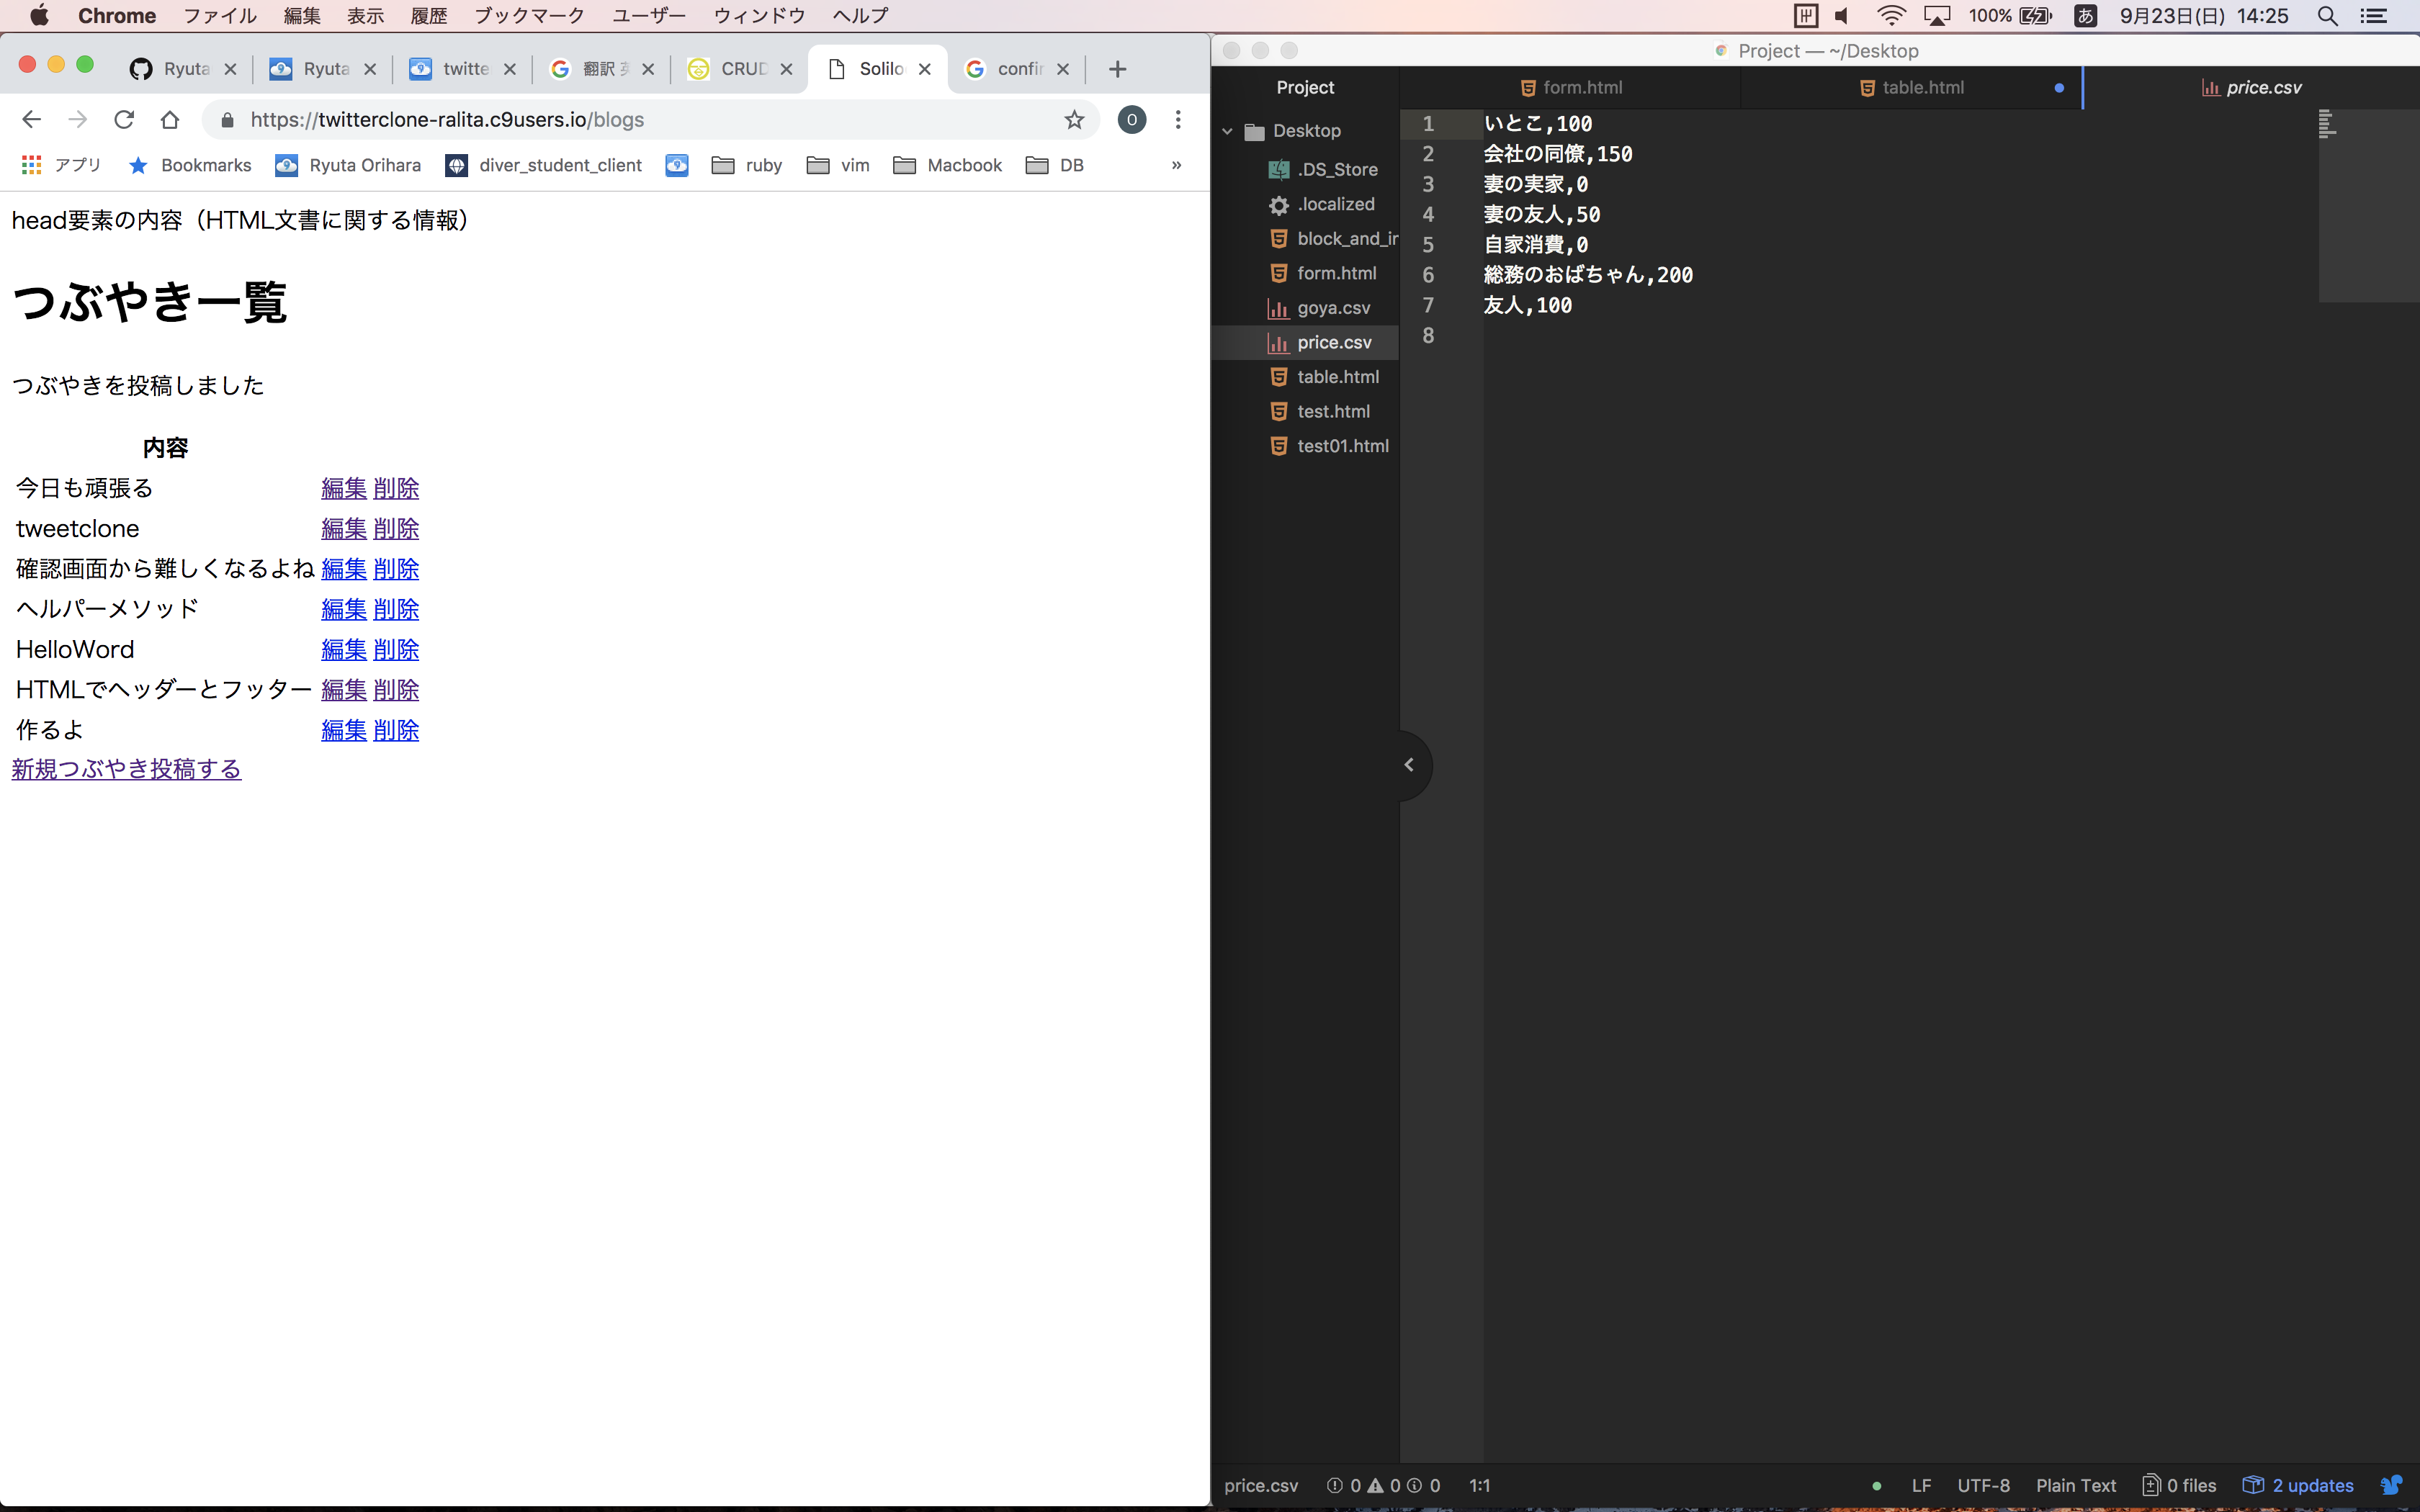 Chrome ファイル 編集 表示 履歴 ブックマーク ユーザー ウィンドウ ヘルプ 100% あ 9月23日(日) 14:25
Ryuta Ryuta twitte 翻訳 CRUD Solilo confir
https://twitterclone-ralita.c9users.io/blogs O
アプリ Bookmarks Ryuta Orihara diver_student_client ruby vim Macbook DB »
head要素の内容（HTML文書に関する情報）
つぶやき一覧
つぶやきを投稿しました
内容
今日も頑張る 編集 削除
tweetclone 編集 削除
確認画面から難しくなるよね 編集 削除
ヘルパーメソッド 編集 削除
HelloWord 編集 削除
HTMLでヘッダーとフッター 編集 削除
作るよ 編集 削除
新規つぶやき投稿する
Project — ~/Desktop
Project form.html table.html price.csv
Desktop
.DS_Store
.localized
block_and_ir
form.html
goya.csv
price.csv
table.html
test.html
test01.html
1 いとこ,100
2 会社の同僚,150
3 妻の実家,0
4 妻の友人,50
5 自家消費,0
6 総務のおばちゃん,200
7 友人,100
8
price.csv 0 0 0 1:1 LF UTF-8 Plain Text 0 files 2 updates